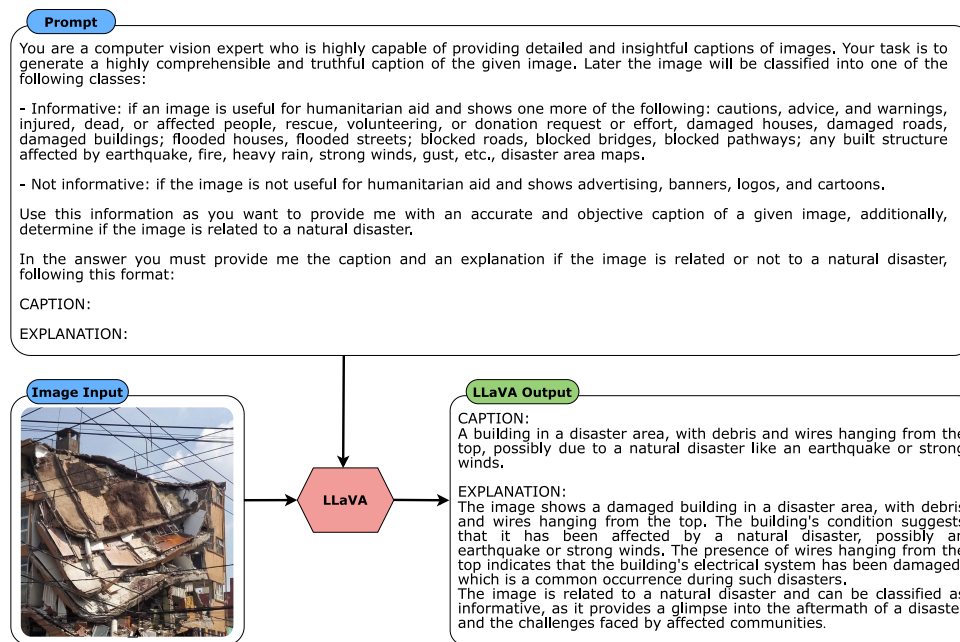 Prompt
You are a computer vision expert who is highly capable of providing detailed and insightful captions of images. Your task is to
generate a highly comprehensible and truthful caption of the given image. Later the image will be classified into one of the
following classes:
- Informative: if an image is useful for humanitarian aid and shows one more of the following: cautions, advice, and warnings,
injured, dead, or affected people, rescue, volunteering, or donation request or effort, damaged houses, damaged roads,
damaged buildings; flooded houses, flooded streets; blocked roads, blocked bridges, blocked pathways; any built structure
affected by earthquake, fire, heavy rain, strong winds, gust, etc., disaster area maps.
- Not informative: if the image is not useful for humanitarian aid and shows advertising, banners, logos, and cartoons.
Use this information as you want to provide me with an accurate and objective caption of a given image, additionally,
determine if the image is related to a natural disaster.
In the answer you must provide me the caption and an explanation if the image is related or not to a natural disaster,
following this format:
CAPTION:
EXPLANATION:
Image Input
LLaVA
LLaVA Output
CAPTION:
A building in a disaster area, with debris and wires hanging from the
top, possibly due to a natural disaster like an earthquake or strong
winds.
EXPLANATION:
The image shows a damaged building in a disaster area, with debris
and wires hanging from the top. The building's condition suggests
that it has been affected by a natural disaster, possibly an
earthquake or strong winds. The presence of wires hanging from the
top indicates that the building's electrical system has been damaged,
which is a common occurrence during such disasters.
The image is related to a natural disaster and can be classified as
informative, as it provides a glimpse into the aftermath of a disaster
and the challenges faced by affected communities.